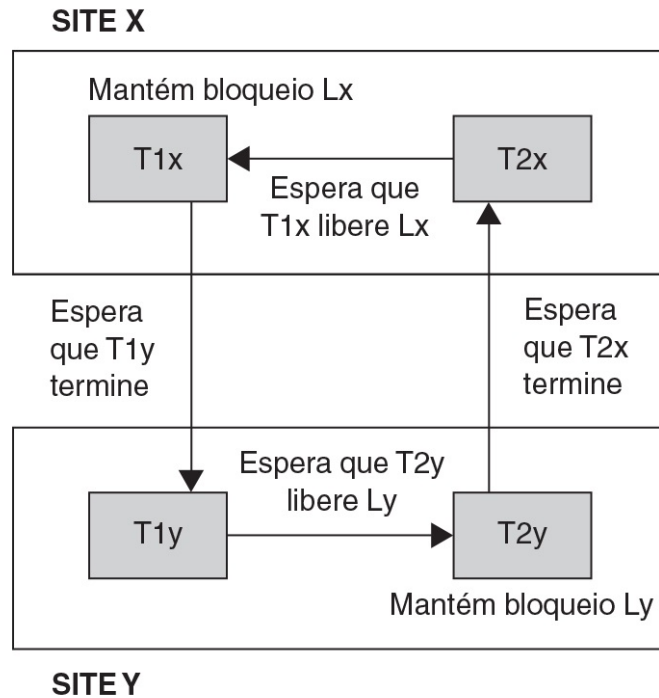 SITE X
Mantém bloqueio Lx
T1x
T2x
Espera que
T1x libere Lx
Espera
que T1y
termine
Espera
que T2x
termine
Espera que T2y
libere Ly
T1y
T2y
Mantém bloqueio Ly
SITE Y